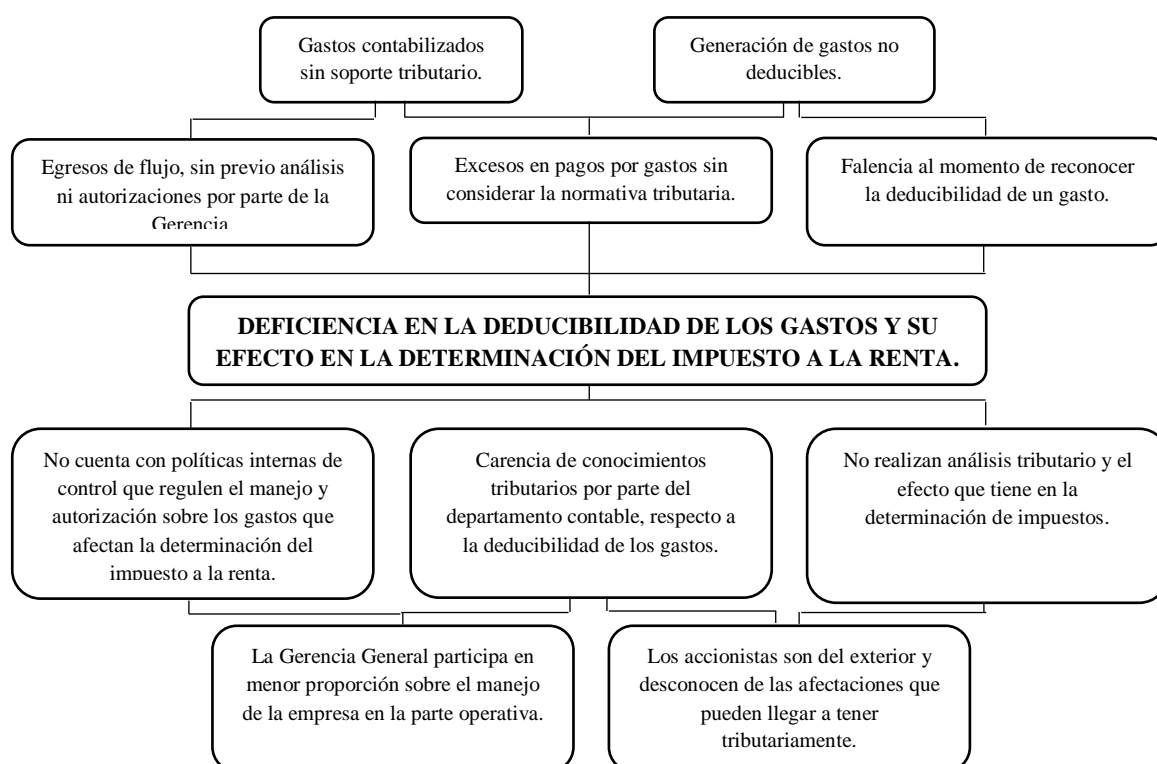 Gastos contabilizados
sin soporte tributario.
Generación de gastos no
deducibles.
Egresos de flujo, sin previo análisis
ni autorizaciones por parte de la
Gerencia
Excesos en pagos por gastos sin
considerar la normativa tributaria.
Falencia al momento de reconocer
la deducibilidad de un gasto.
DEFICIENCIA EN LA DEDUCIBILIDAD DE LOS GASTOS Y SU
EFECTO EN LA DETERMINACIÓN DEL IMPUESTO A LA RENTA.
No cuenta con políticas internas de
control que regulen el manejo y
autorización sobre los gastos que
afectan la determinación del
impuesto a la renta.
Carencia de conocimientos
tributarios por parte del
departamento contable, respecto a
la deducibilidad de los gastos.
No realizan análisis tributario y el
efecto que tiene en la
determinación de impuestos.
La Gerencia General participa en
menor proporción sobre el manejo
de la empresa en la parte operativa.
Los accionistas son del exterior y
desconocen de las afectaciones que
pueden llegar a tener
tributariamente.